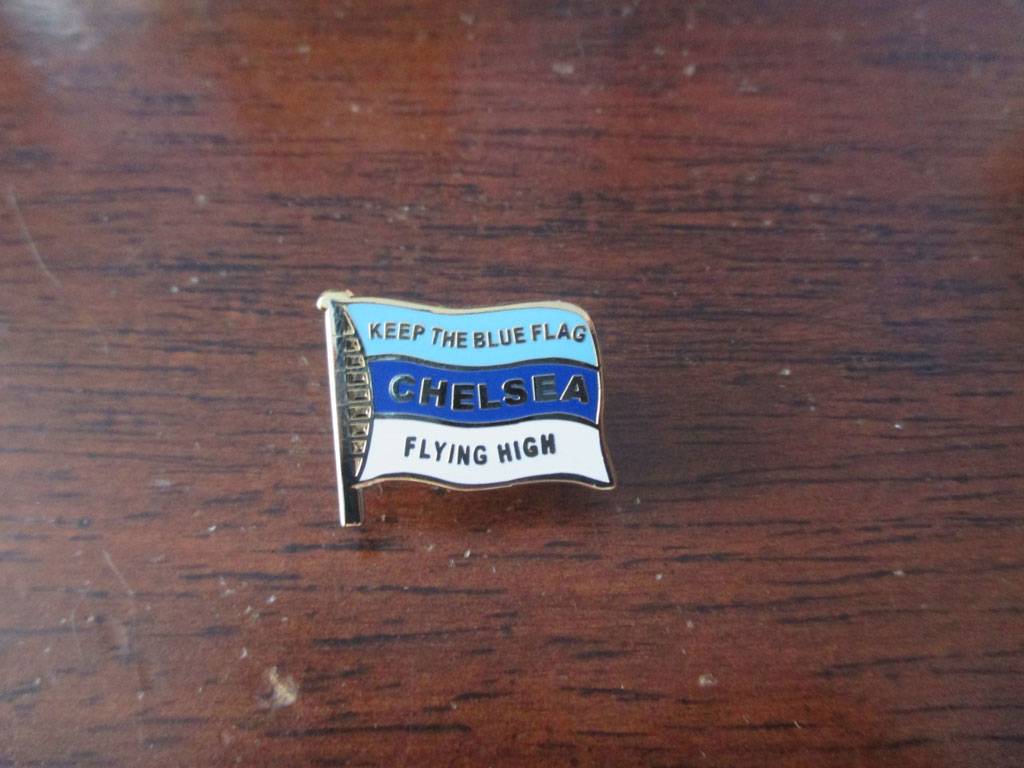 KEEP THE BLUE FLAG
CHELSEA
FLYING HIGH